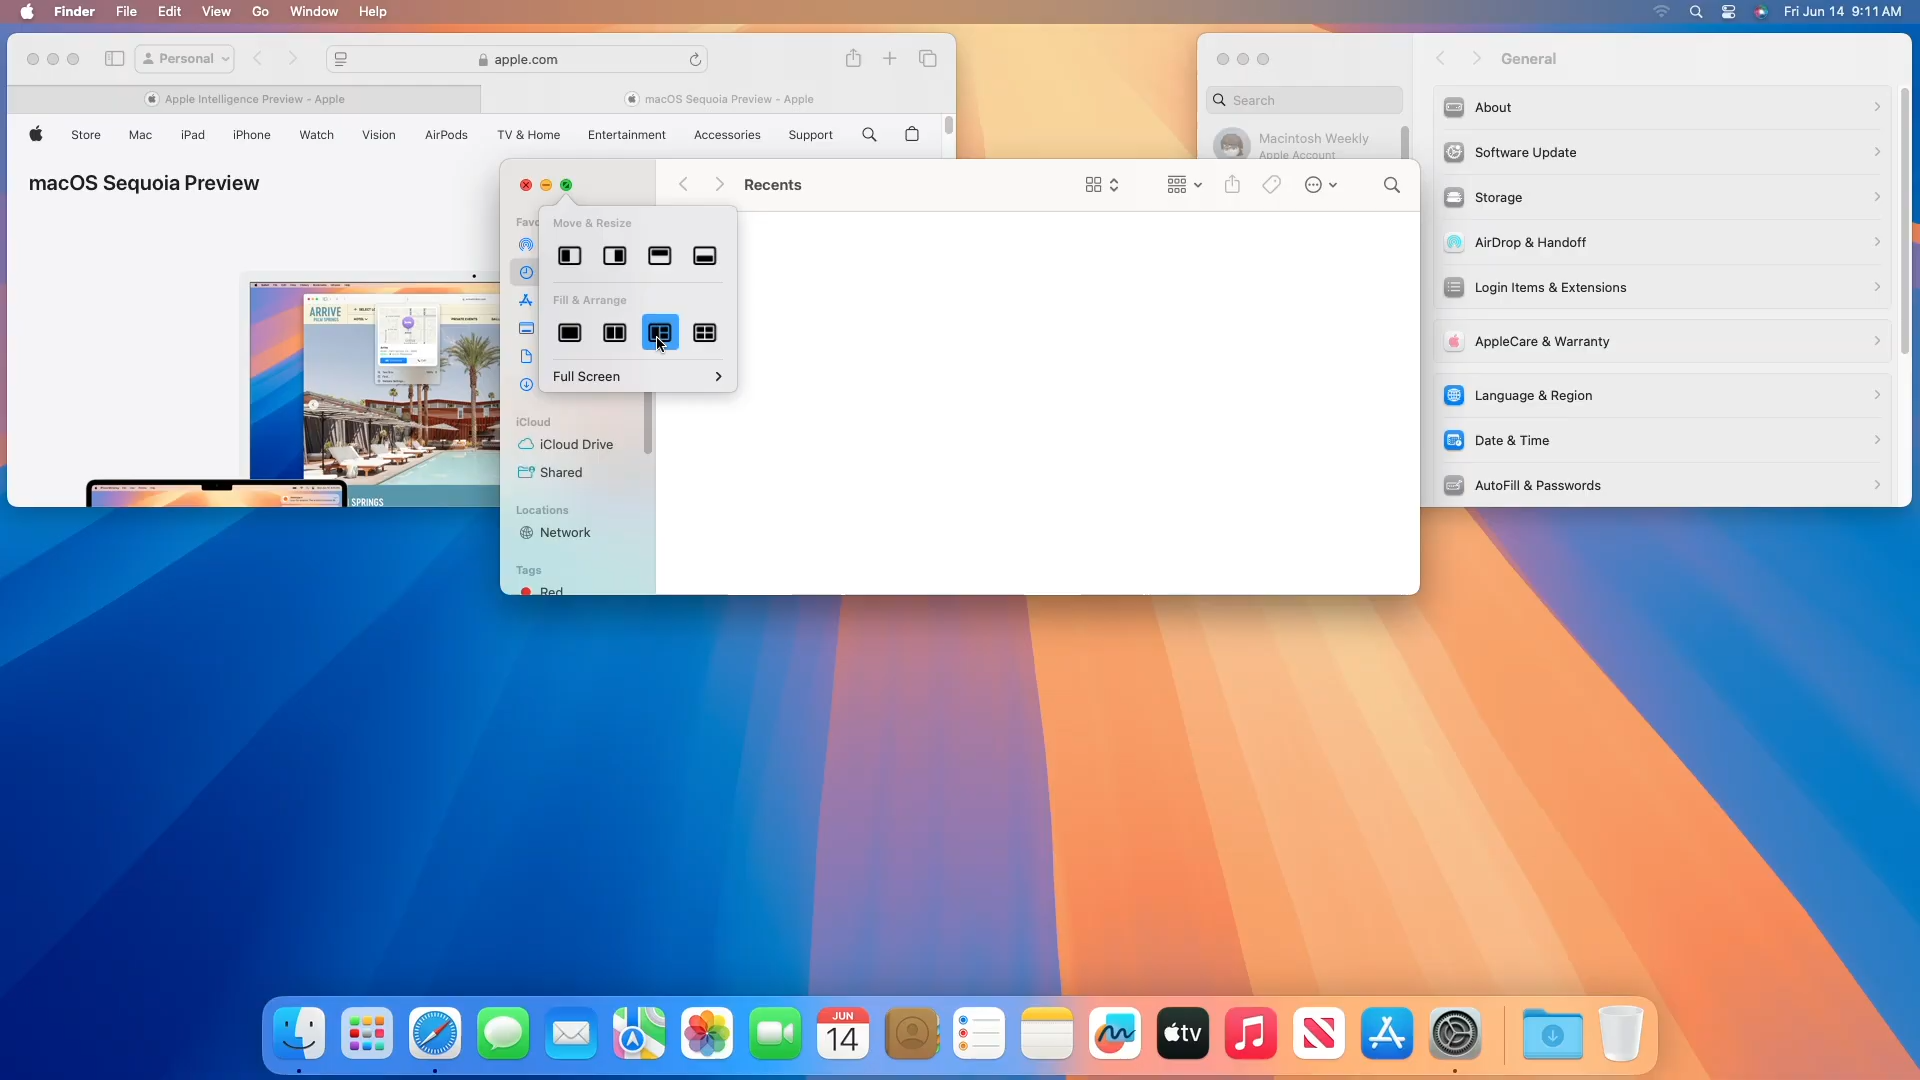 Finder File Edit View Go Window Help
Fri Jun 14 9:11 AM
Personal
apple.com
Apple Intelligence Preview - Apple
macOS Sequoia Preview - Apple
Store Mac iPad iPhone Watch Vision AirPods TV & Home Entertainment Accessories Support
macOS Sequoia Preview
ARRIVE
PALM SPRINGS
SPRINGS
General
Search
Macintosh Weekly
Apple Account
About
Software Update
Storage
AirDrop & Handoff
Login Items & Extensions
AppleCare & Warranty
Language & Region
Date & Time
AutoFill & Passwords
Recents
Favo
Move & Resize
Fill & Arrange
Full Screen
iCloud
iCloud Drive
Shared
Locations
Network
Tags
Red
JUN
14
tv